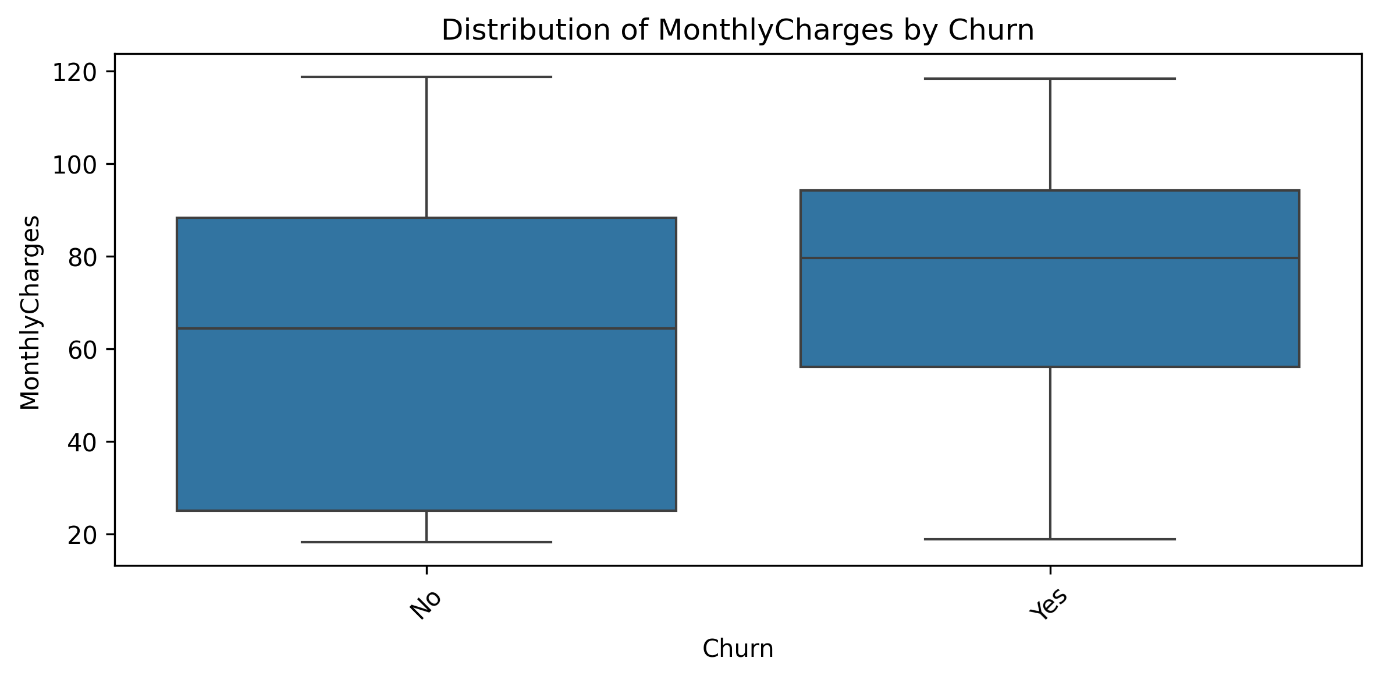 Distribution of MonthlyCharges by Churn
MonthlyCharges
120
100
80
60
40
20
No
Yes
Churn